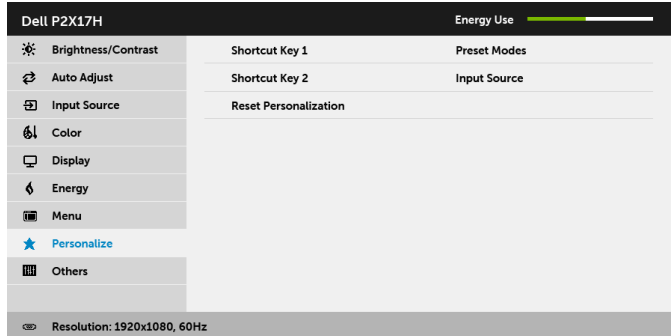 Dell P2X17H Energy Use
Brightness/Contrast Shortcut Key 1 Preset Modes
Auto Adjust Shortcut Key 2 Input Source
Input Source Reset Personalization
Color
Display
Energy
Menu
Personalize
Others
Resolution: 1920x1080, 60Hz